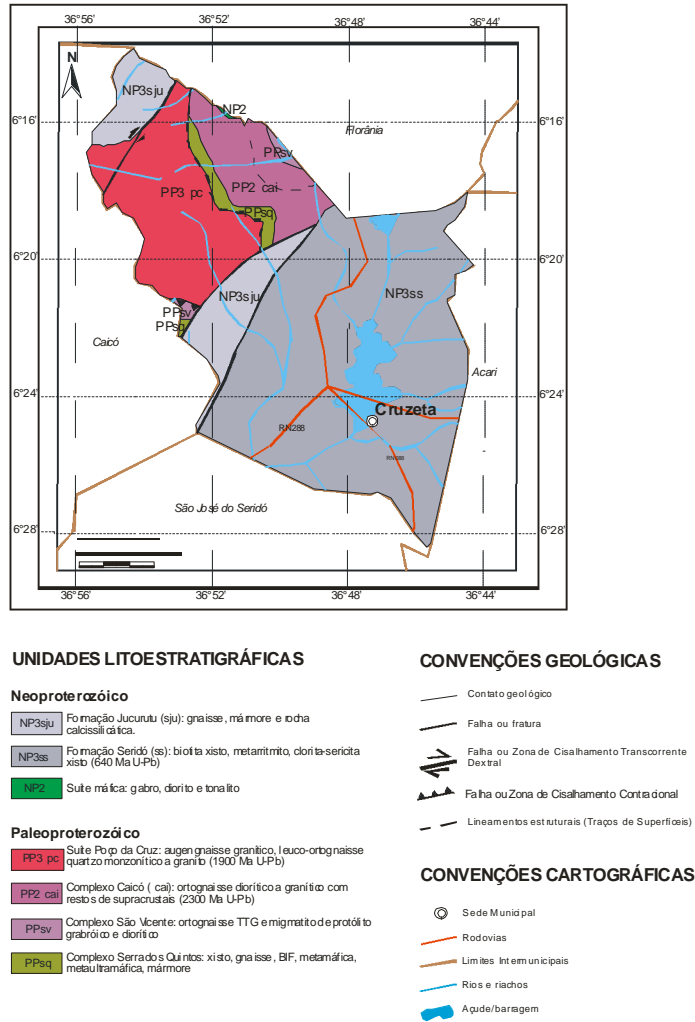 36°56' 36°52' 36°48' 36°44'
N
NP3sju
NP2
6°16' 6°16'
Florânia
PPsv
PP3 pc
PP2 cai
PPsq
6°20' 6°20'
NP3sju
NP3ss
PPsv
PPsq
Caicó
Acari
6°24' 6°24'
Cruzeta
RN288
RN288
São José do Seridó
6°28' 6°28'
36°56' 36°52' 36°48' 36°44'
UNIDADES LITOESTRATIGRÁFICAS
Neoproterozóico
NP3sju Formação Jucurutu (sju): gnaisse, mármore e rocha
calcissilicática.
NP3ss Formação Seridó (ss): biotita xisto, metarritmito, clorita-sericita
xisto (640 Ma U-Pb)
NP2 Suíte máfica: gabro, diorito e tonalito
Paleoproterozóico
PP3 pc Suíte Poço da Cruz: augen gnaisse granítico, leuco-ortognaisse
quartzo monzonítico a granito (1900 Ma U-Pb)
PP2 cai Complexo Caicó ( cai): ortognaisse diorítico a granítico com
restos de supracrustais (2300 Ma U-Pb)
PPsv Complexo São Vicente: ortognaisse TTG e migmatito de protólito
grabróico e diorítico
PPsq Complexo Serra dos Quintos: xisto, gnaisse, BIF, metamáfica,
metaultramáfica, mármore
CONVENÇÕES GEOLÓGICAS
Contato geológico
Falha ou fratura
Falha ou Zona de Cisalhamento Transcorrente
Dextral
Falha ou Zona de Cisalhamento Contracional
Lineamentos estruturais (Traços de Superfícies)
CONVENÇÕES CARTOGRÁFICAS
Sede Municipal
Rodovias
Limites Intermunicipais
Rios e riachos
Açude/barragem